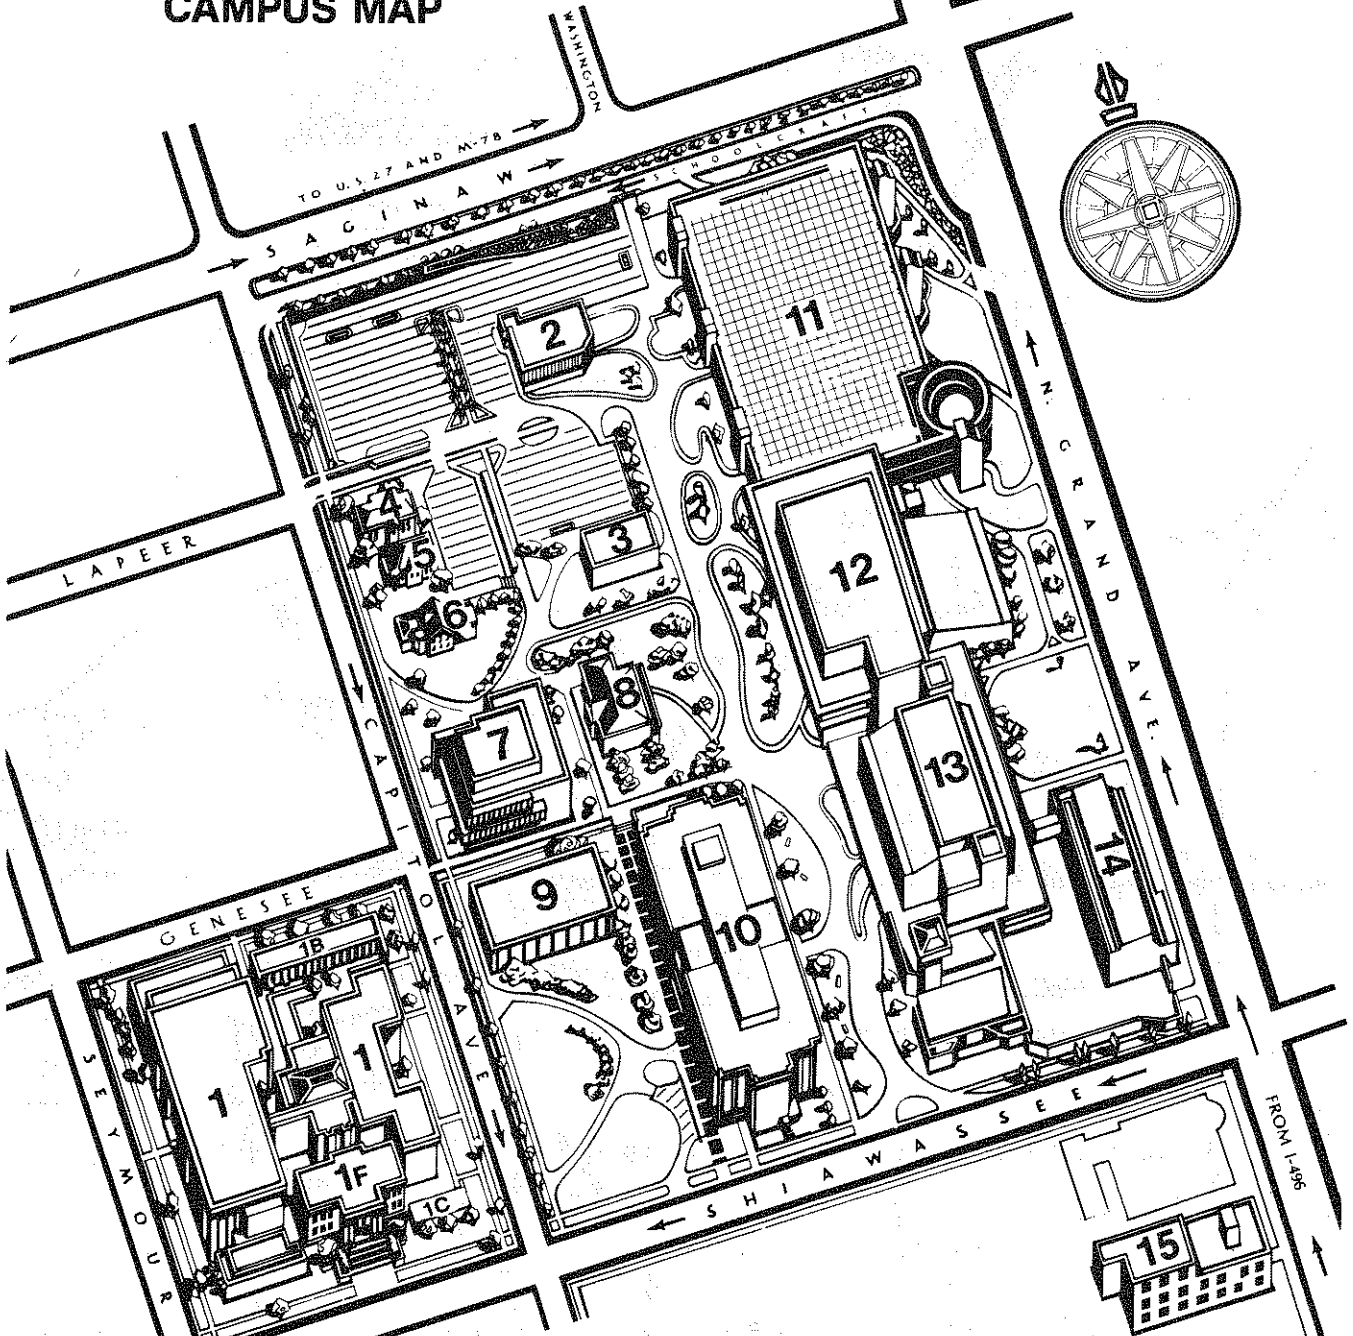 CAMPUS MAP
WASHINGTON
TO U.S. 27 AND M-78
SAGINAW
SCHOOLCRAFT
2
11
N. GRAND AVE.
4
5
3
12
LAPEER
6
8
7
13
CAPITOL AVE
14
GENESEE
9
10
1B
1
1
SEYMOUR
1F
1C
SHIAWASSEE
FROM I-496
15